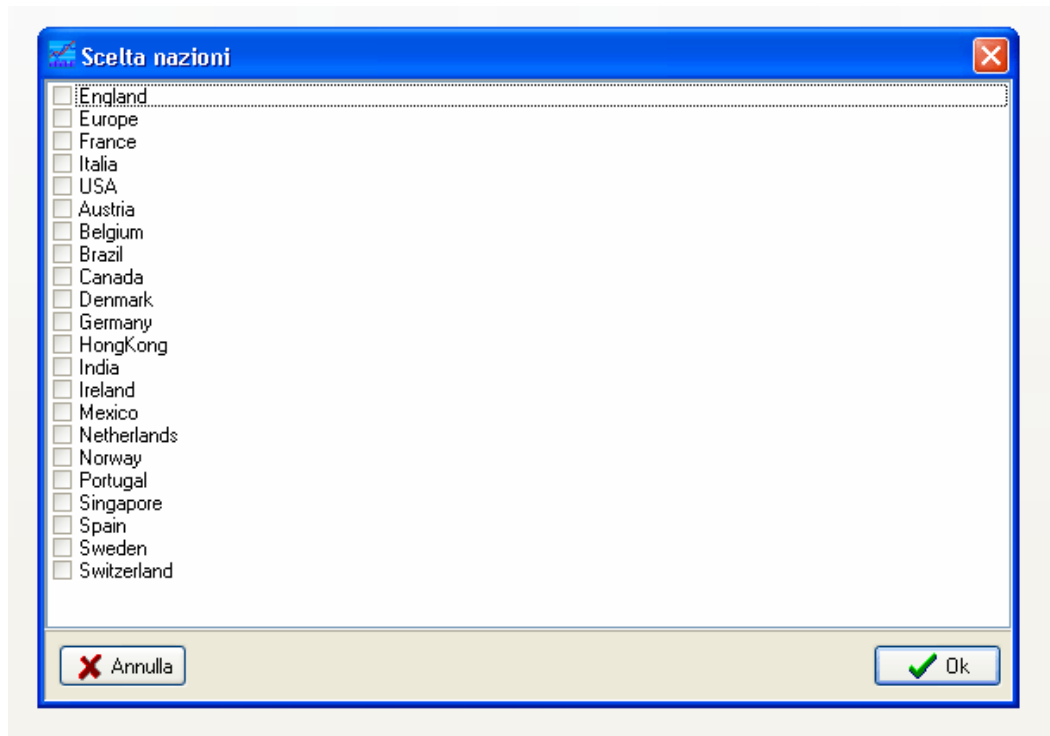 Scelta nazioni
England
Europe
France
Italia
USA
Austria
Belgium
Brazil
Canada
Denmark
Germany
HongKong
India
Ireland
Mexico
Netherlands
Norway
Portugal
Singapore
Spain
Sweden
Switzerland
Annulla
Ok